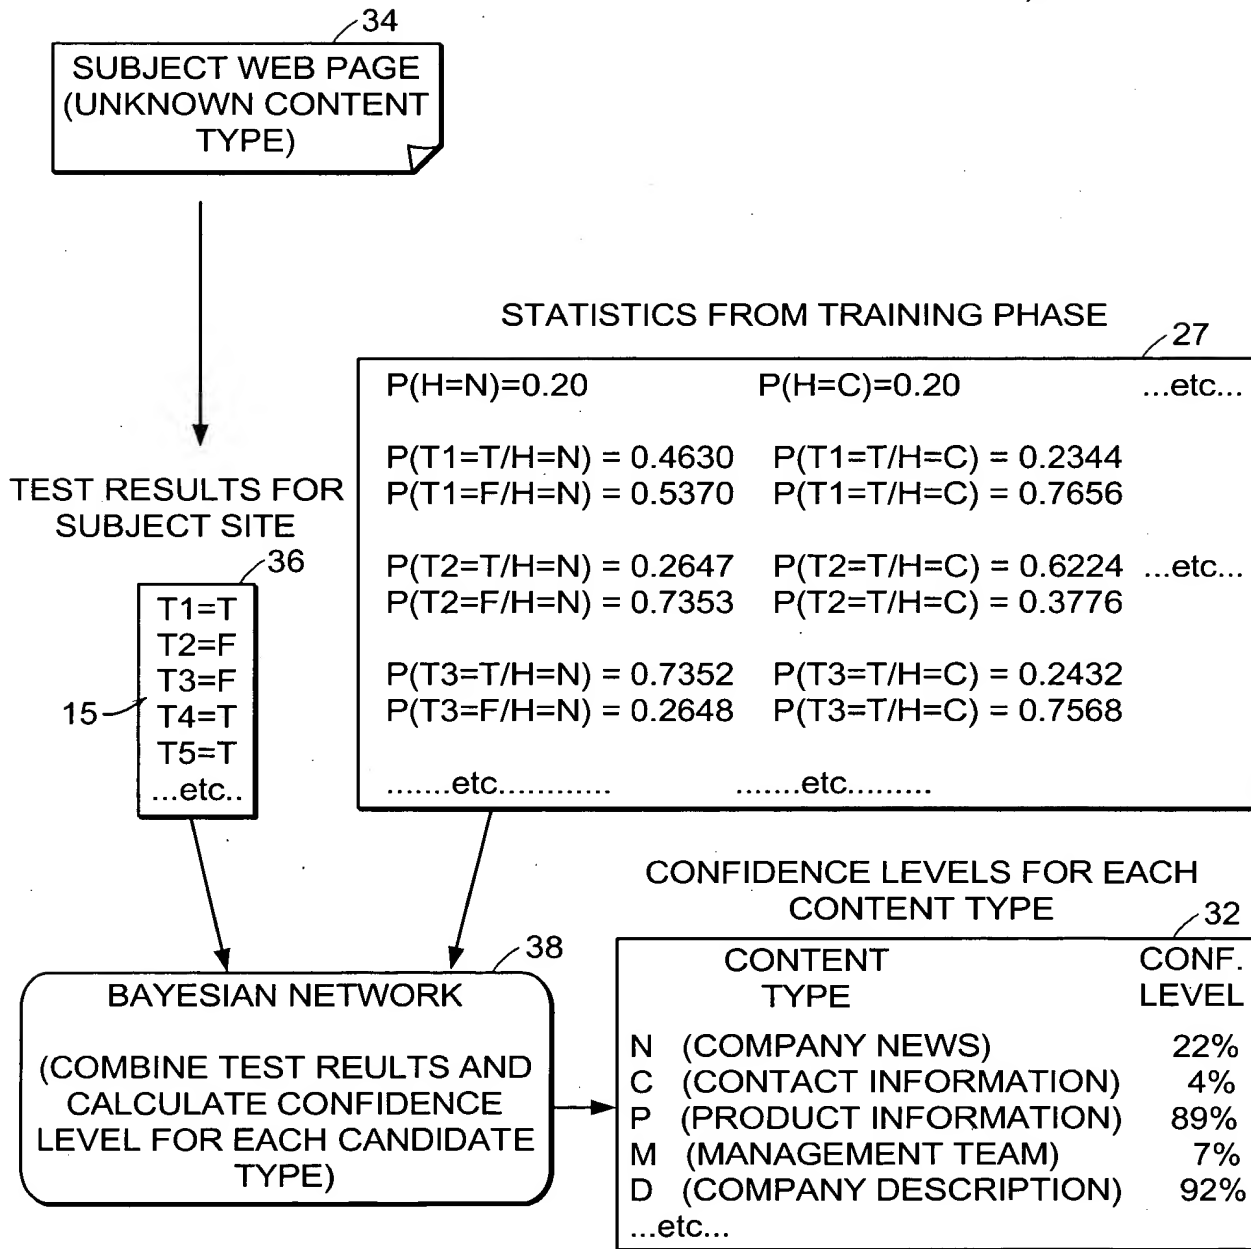 34
SUBJECT WEB PAGE
(UNKNOWN CONTENT
TYPE)
STATISTICS FROM TRAINING PHASE
27
P(H=N)=0.20 P(H=C)=0.20 ...etc...
P(T1=T/H=N) = 0.4630 P(T1=T/H=C) = 0.2344
P(T1=F/H=N) = 0.5370 P(T1=T/H=C) = 0.7656
P(T2=T/H=N) = 0.2647 P(T2=T/H=C) = 0.6224 ...etc...
P(T2=F/H=N) = 0.7353 P(T2=T/H=C) = 0.3776
P(T3=T/H=N) = 0.7352 P(T3=T/H=C) = 0.2432
P(T3=F/H=N) = 0.2648 P(T3=T/H=C) = 0.7568
.......etc............ .......etc.........
TEST RESULTS FOR
SUBJECT SITE
36
T1=T
T2=F
T3=F
15
T4=T
T5=T
...etc..
38
BAYESIAN NETWORK
(COMBINE TEST REULTS AND
CALCULATE CONFIDENCE
LEVEL FOR EACH CANDIDATE
TYPE)
CONFIDENCE LEVELS FOR EACH
CONTENT TYPE
32
CONTENT CONF.
TYPE LEVEL
N (COMPANY NEWS) 22%
C (CONTACT INFORMATION) 4%
P (PRODUCT INFORMATION) 89%
M (MANAGEMENT TEAM) 7%
D (COMPANY DESCRIPTION) 92%
...etc...